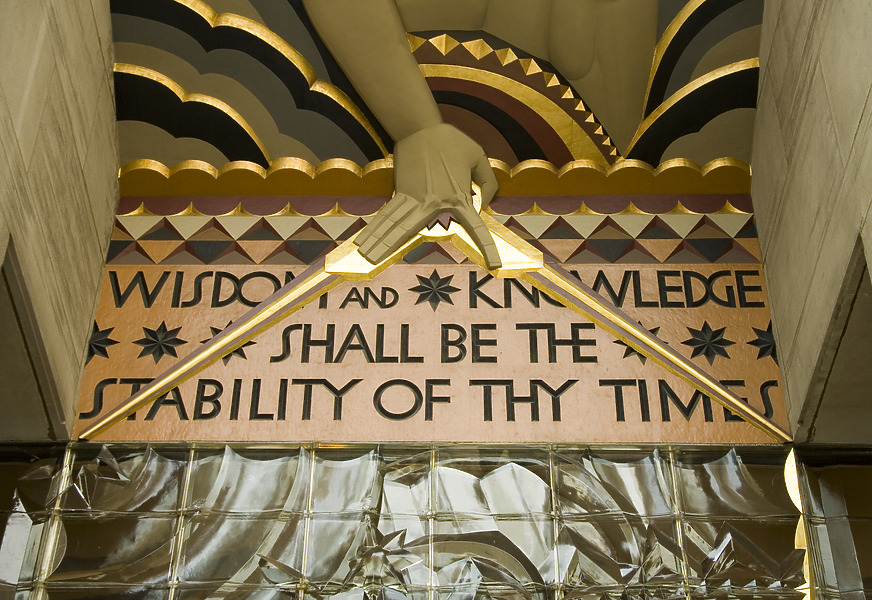 WISDOM AND KNOWLEDGE
SHALL BE THE
STABILITY OF THY TIMES